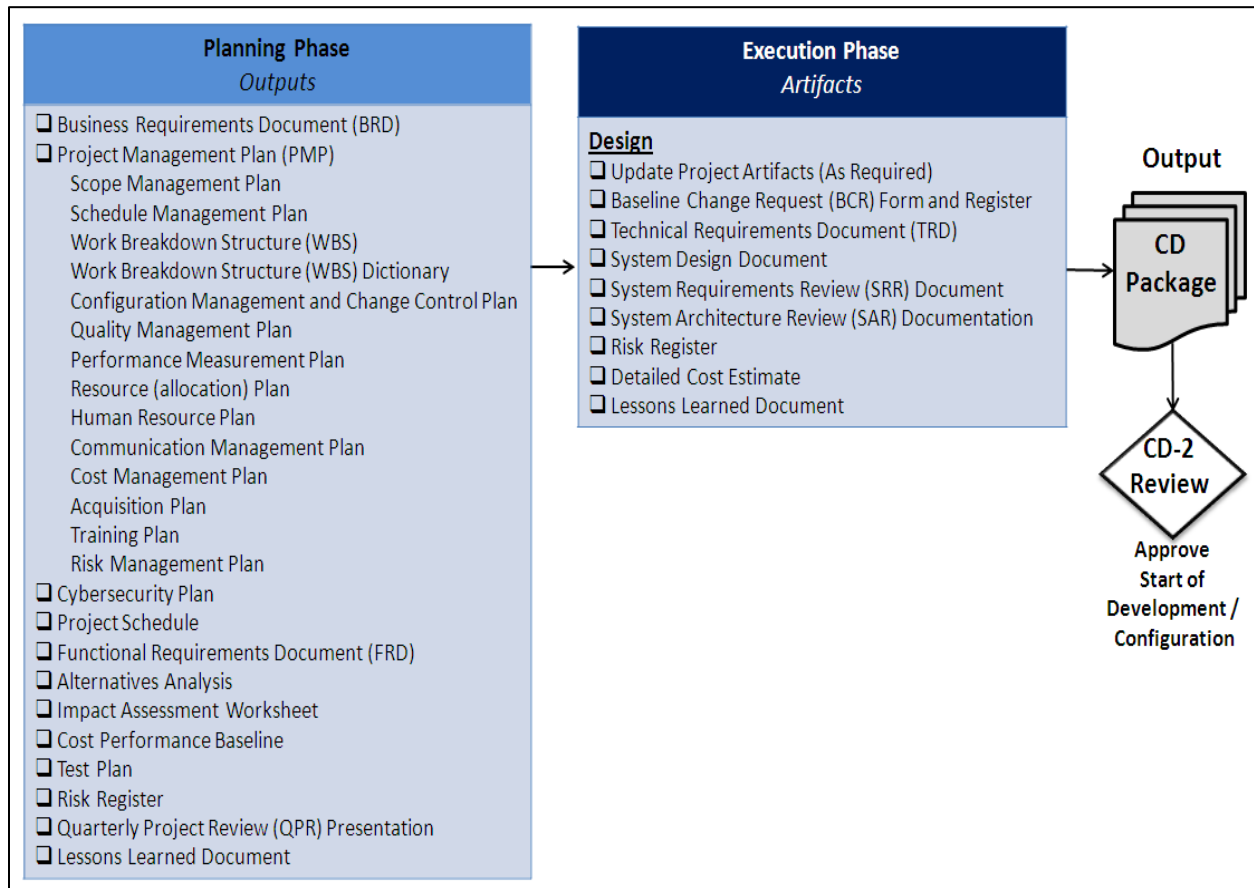 Planning Phase
Outputs
❑ Business Requirements Document (BRD)
❑ Project Management Plan (PMP)
Scope Management Plan
Schedule Management Plan
Work Breakdown Structure (WBS)
Work Breakdown Structure (WBS) Dictionary
Configuration Management and Change Control Plan
Quality Management Plan
Performance Measurement Plan
Resource (allocation) Plan
Human Resource Plan
Communication Management Plan
Cost Management Plan
Acquisition Plan
Training Plan
Risk Management Plan
❑ Cybersecurity Plan
❑ Project Schedule
❑ Functional Requirements Document (FRD)
❑ Alternatives Analysis
❑ Impact Assessment Worksheet
❑ Cost Performance Baseline
❑ Test Plan
❑ Risk Register
❑ Quarterly Project Review (QPR) Presentation
❑ Lessons Learned Document
Execution Phase
Artifacts
Design
❑ Update Project Artifacts (As Required)
❑ Baseline Change Request (BCR) Form and Register
❑ Technical Requirements Document (TRD)
❑ System Design Document
❑ System Requirements Review (SRR) Document
❑ System Architecture Review (SAR) Documentation
❑ Risk Register
❑ Detailed Cost Estimate
❑ Lessons Learned Document
Output
CD
Package
CD-2
Review
Approve
Start of
Development /
Configuration